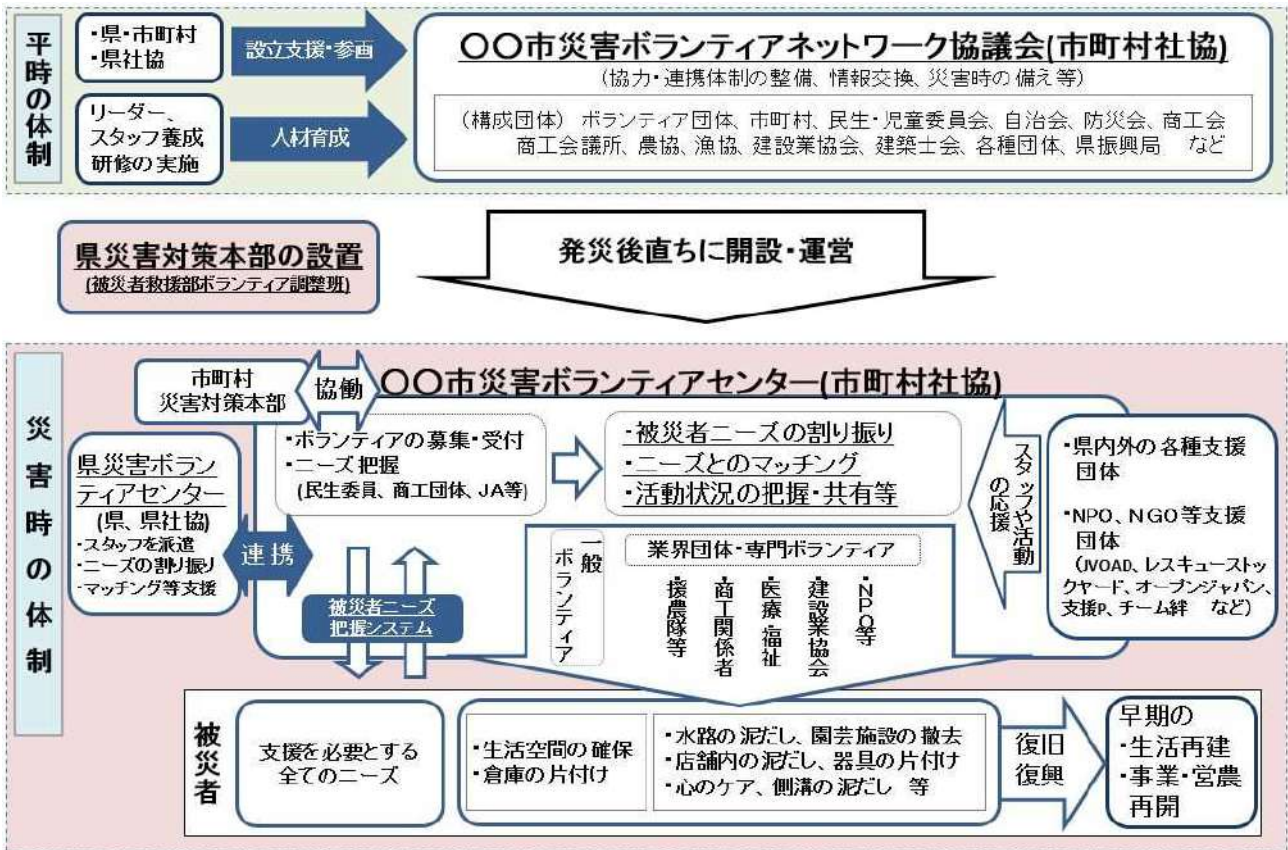 平時の体制
・県・市町村
・県社協
設立支援・参画
リーダー、
スタッフ養成
研修の実施
人材育成
〇〇市災害ボランティアネットワーク協議会(市町村社協)
(協力・連携体制の整備、情報交換、災害時の備え等)
(構成団体) ボランティア団体、市町村、民生・児童委員会、自治会、防災会、商工会
商工会議所、農協、漁協、建設業協会、建築士会、各種団体、県振興局 など
県災害対策本部の設置
(被災者救援部ボランティア調整班)
発災後直ちに開設・運営
災害時の体制
市町村
災害対策本部
協働
〇〇市災害ボランティアセンター(市町村社協)
県災害ボラン
ティアセンター
(県、県社協)
・スタッフを派遣
・ニーズの割り振り
・マッチング等支援
連携
・ボランティアの募集・受付
・ニーズ把握
(民生委員、商工団体、JA等)
・被災者ニーズの割り振り
・ニーズとのマッチング
・活動状況の把握・共有等
スタッフや活動
の応援
・県内外の各種支援
団体
・NPO、NGO等支援
団体
(JVOAD、レスキューストッ
クヤード、オープンジャパン、
支援P、チーム絆 など)
被災者ニーズ
把握システム
一般
ボランティア
業界団体・専門ボランティア
・援農隊等
・商工関係者
・医療・福祉
・建設業協会
・NPO等
被災者
支援を必要とする
全てのニーズ
・生活空間の確保
・倉庫の片付け
・水路の泥だし、園芸施設の撤去
・店舗内の泥だし、器具の片付け
・心のケア、側溝の泥だし 等
復旧
復興
早期の
・生活再建
・事業・営農
再開